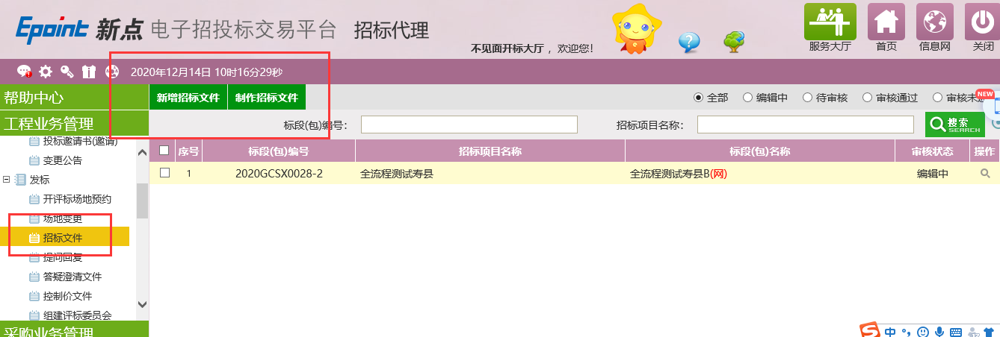 Epoint 新点 电子招投标交易平台 招标代理
不见面开标大厅 ，欢迎您！
服务大厅 首页 信息网 关闭
2020年12月14日 10时16分29秒
帮助中心
新增招标文件 制作招标文件
全部 编辑中 待审核 审核通过 审核未通
NEW
工程业务管理
标段(包)编号： 招标项目名称： 搜索 SEARCH
投标邀请书(邀请)
变更公告
发标
开评标场地预约
场地变更
招标文件
提问回复
答疑澄清文件
控制价文件
组建评标委员会
采购业务管理
序号 标段(包)编号 招标项目名称 标段(包)名称 审核状态 操作
1 2020GCSX0028-2 全流程测试寿县 全流程测试寿县B(网) 编辑中
中